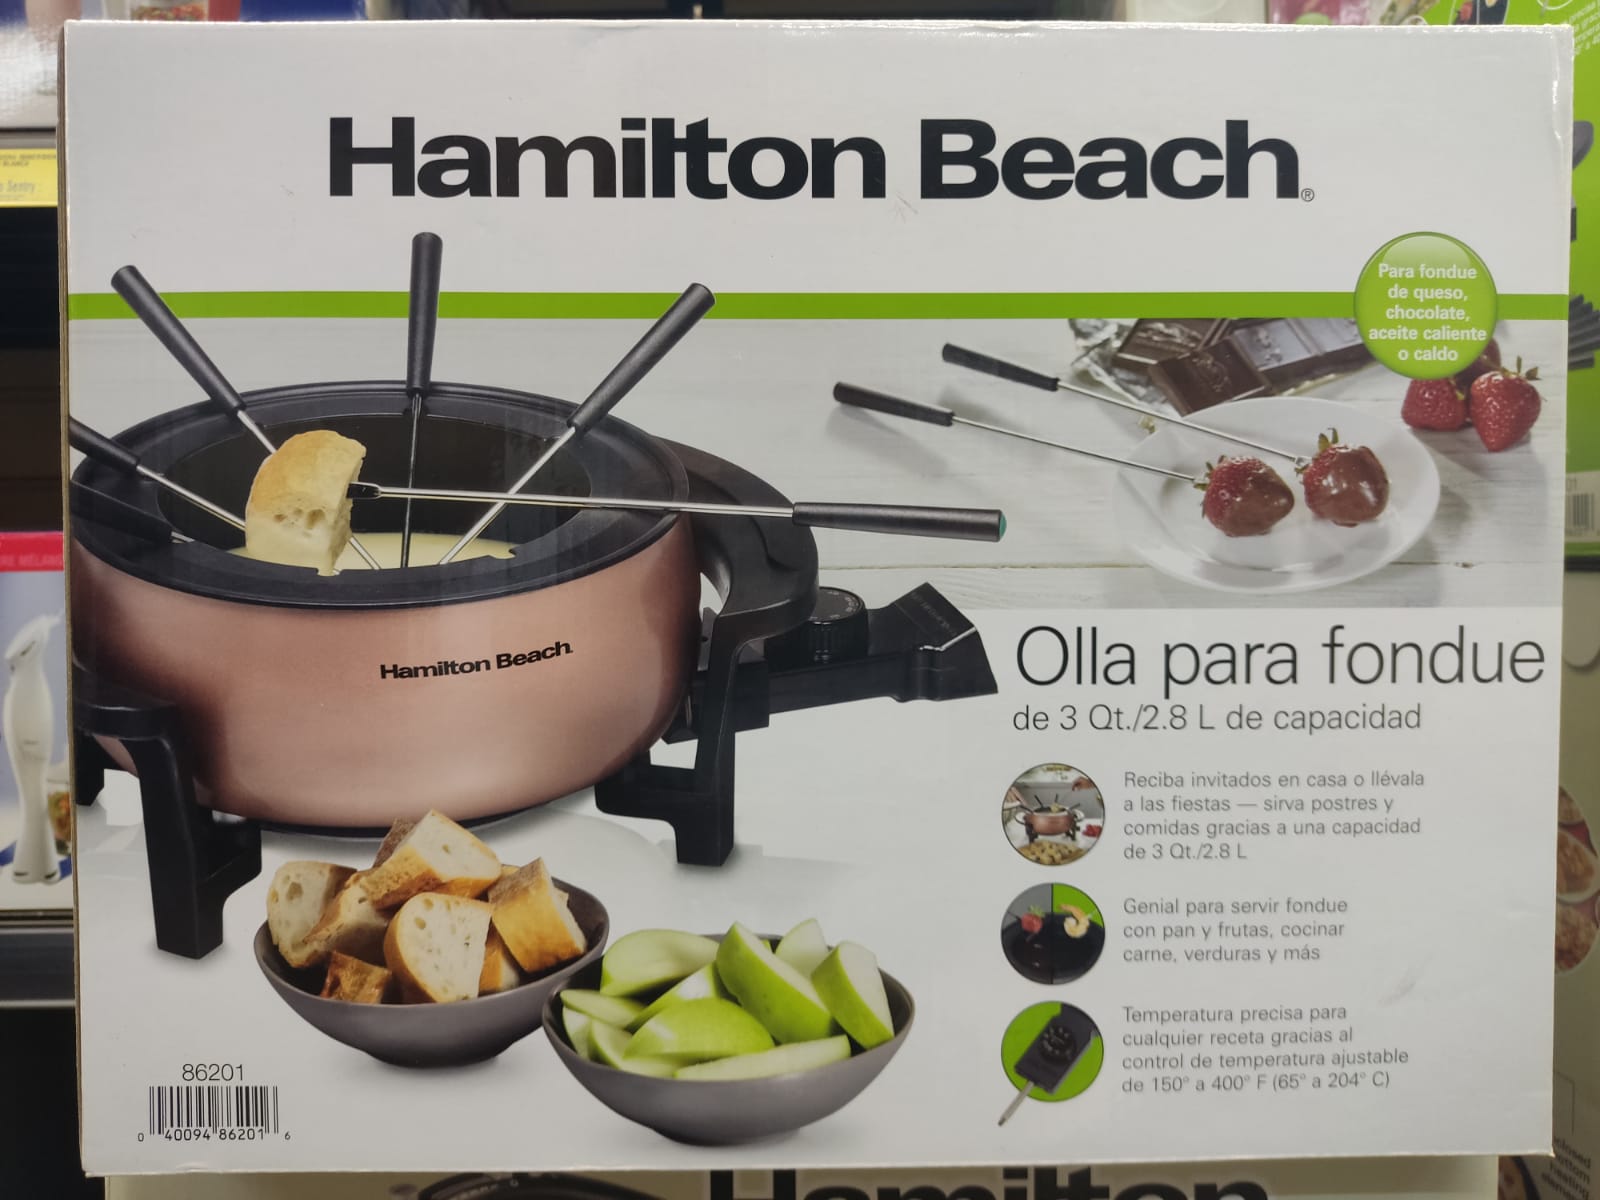 Hamilton Beach®
Para fondue
de queso,
chocolate,
aceite caliente
o caldo
Hamilton Beach
Olla para fondue
de 3 Qt./2.8 L de capacidad
Reciba invitados en casa o llévala
a las fiestas — sirva postres y
comidas gracias a una capacidad
de 3 Qt./2.8 L
Genial para servir fondue
con pan y frutas, cocinar
carne, verduras y más
Temperatura precisa para
cualquier receta gracias al
control de temperatura ajustable
de 150° a 400° F (65° a 204° C)
86201
0 40094 86201 6
Hamilton